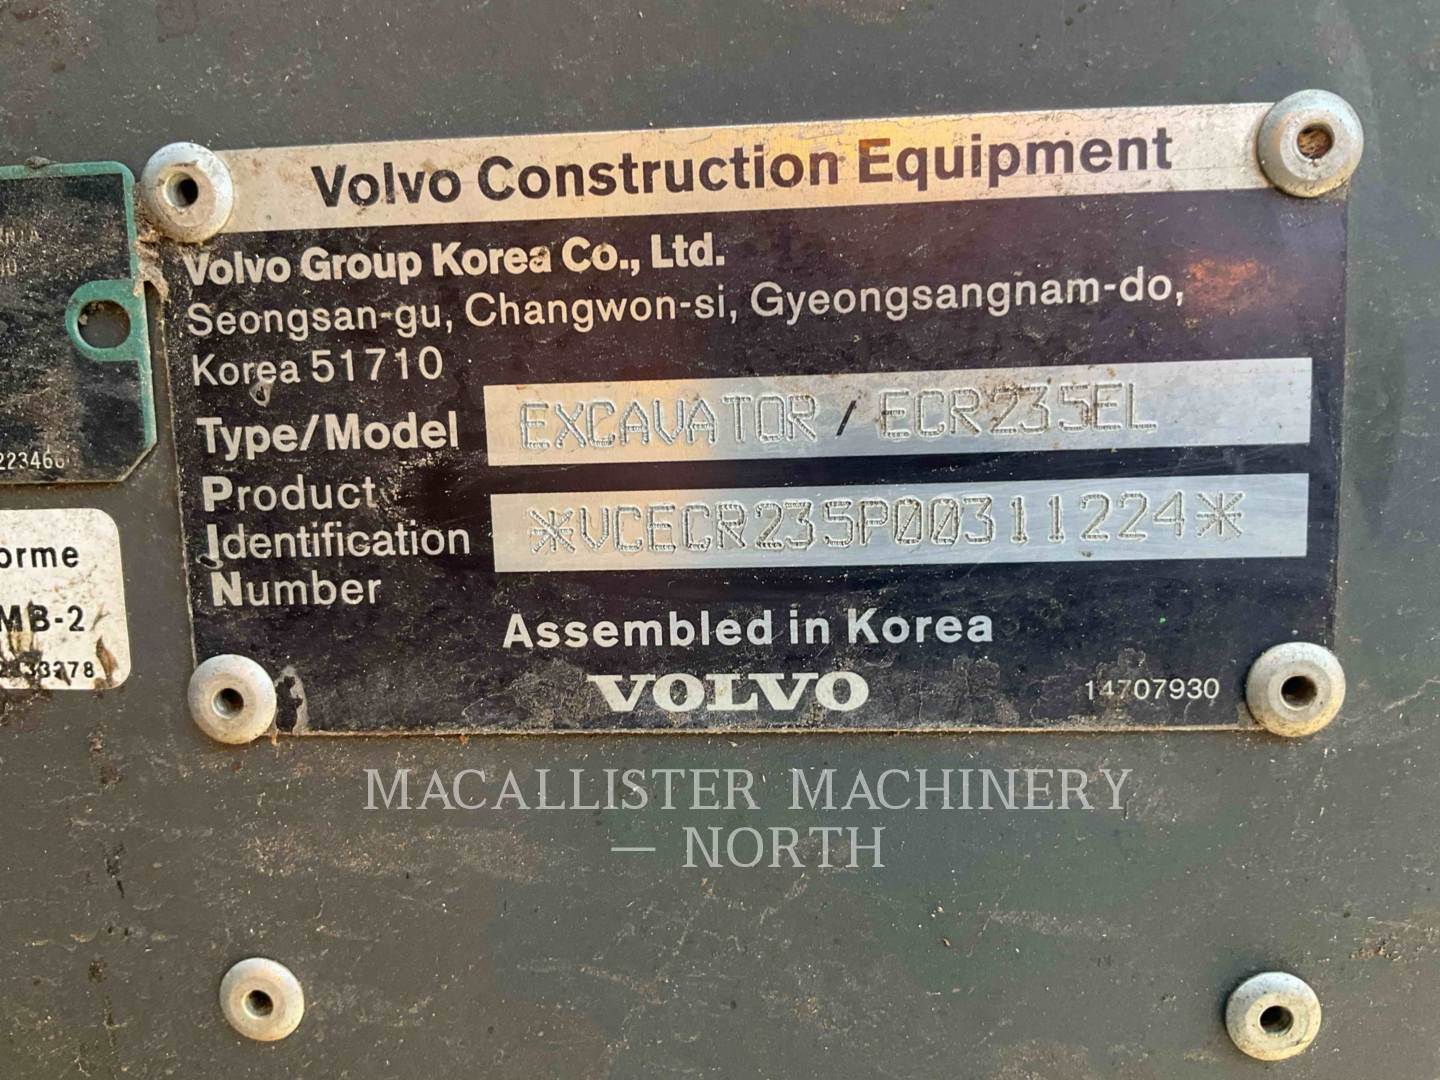 Volvo Construction Equipment
Volvo Group Korea Co., Ltd.
Seongsan-gu, Changwon-si, Gyeongsangnam-do,
Korea 51710
Type/Model EXCAVATOR / ECR235EL
Product
Identification *VCECR235P00311224*
Number
Assembled in Korea
VOLVO 14707930
orme
MB-2
MACALLISTER MACHINERY
— NORTH